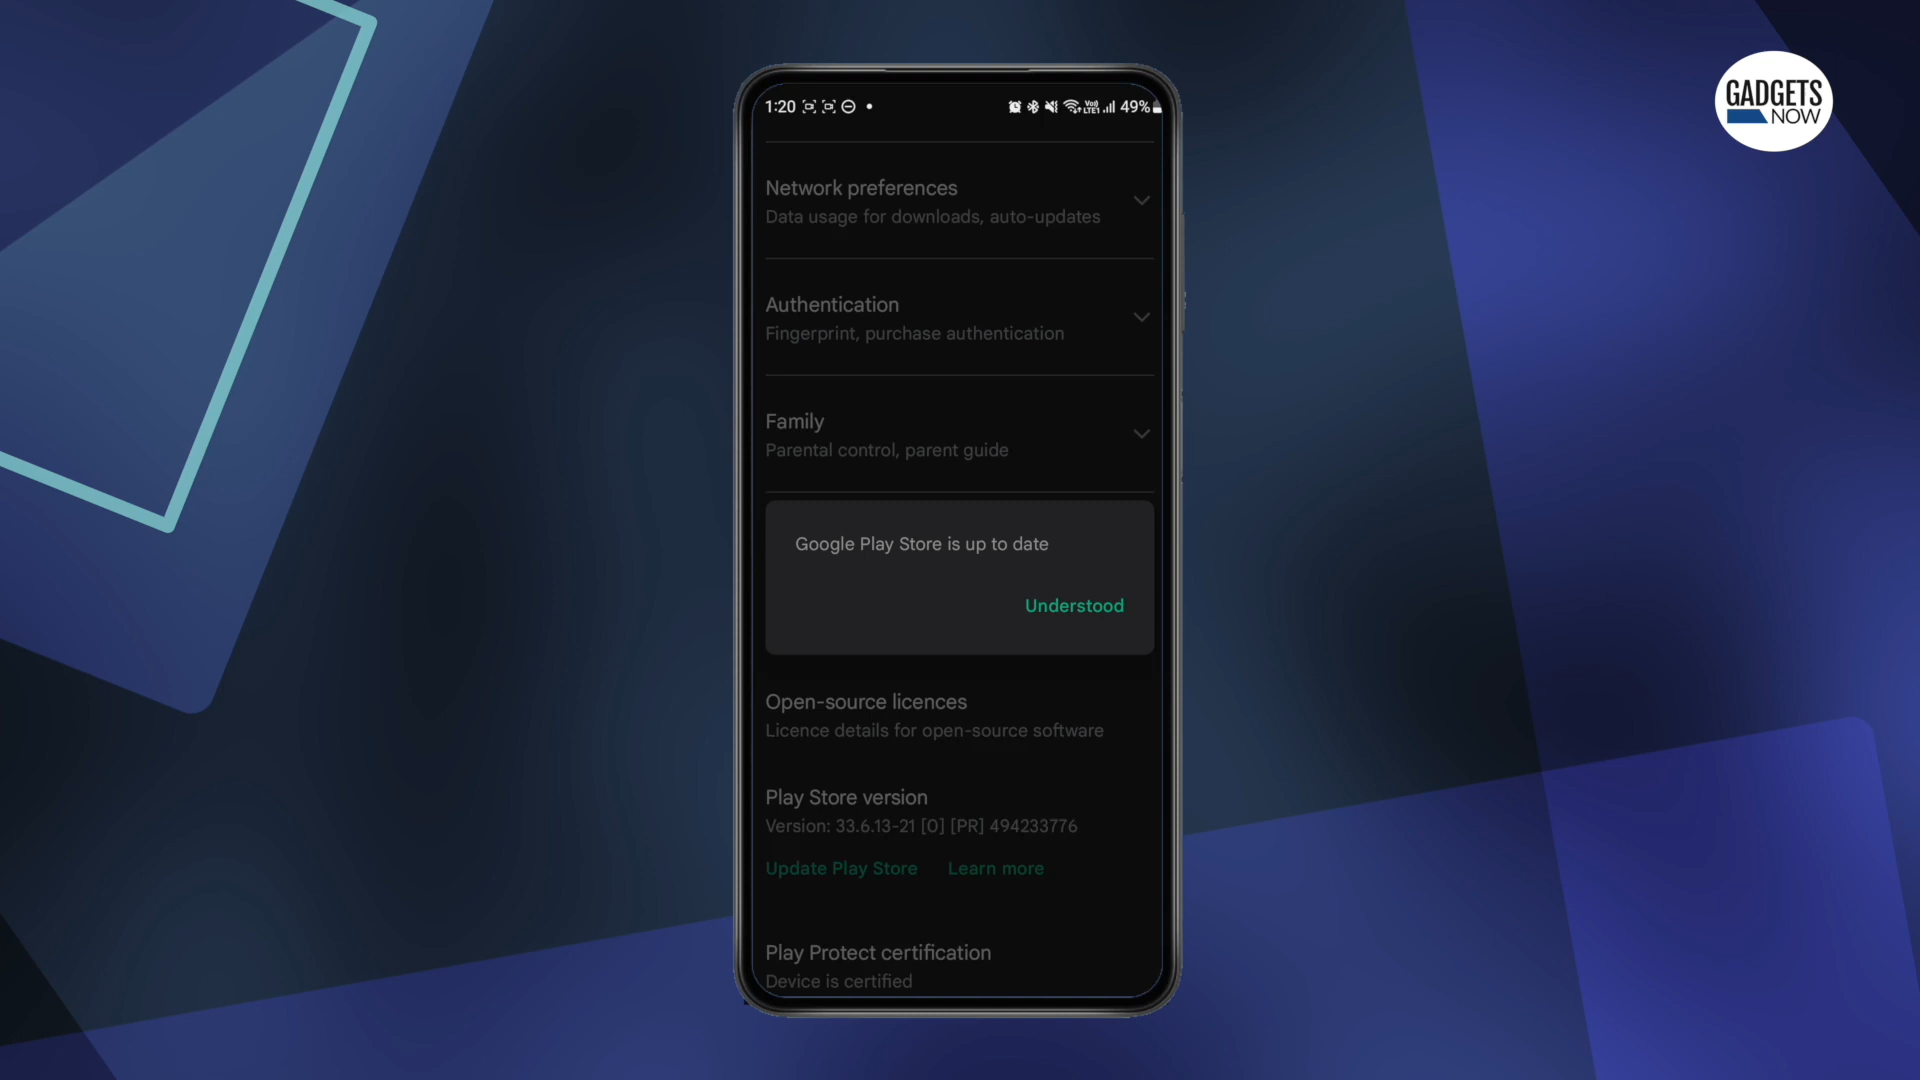 GADGETS
NOW
1:20
Vo)
LTE1
49%
Network preferences
Data usage for downloads, auto-updates
Authentication
Fingerprint, purchase authentication
Family
Parental control, parent guide
Google Play Store is up to date
Understood
Open-source licences
Licence details for open-source software
Play Store version
Version: 33.6.13-21 [0] [PR] 494233776
Update Play Store
Learn more
Play Protect certification
Device is certified